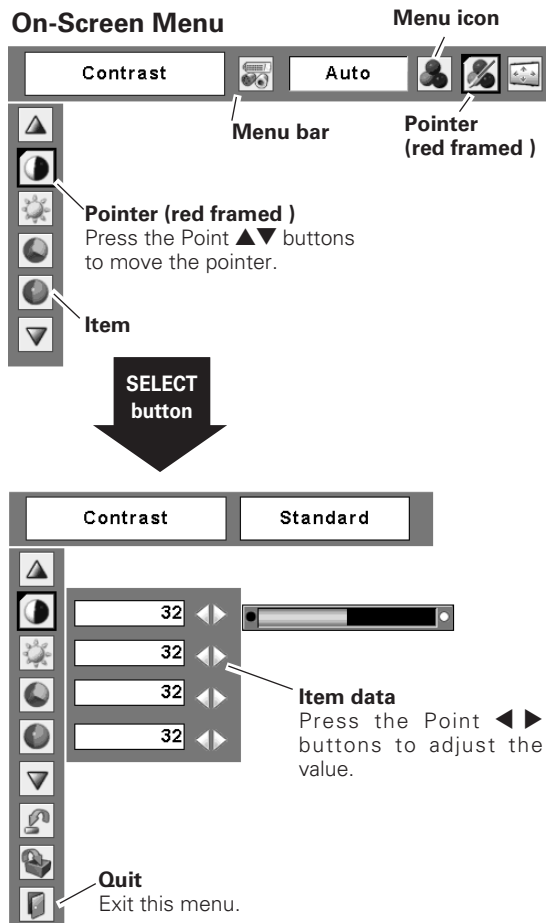 On-Screen Menu
Menu icon
Contrast
Auto
Menu bar
Pointer
(red framed )
Pointer (red framed )
Press the Point ▲▼ buttons
to move the pointer.
Item
SELECT
button
Contrast
Standard
32
32
32
32
Item data
Press the Point ◀ ▶
buttons to adjust the
value.
Quit
Exit this menu.